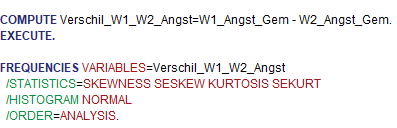 COMPUTE Verschil_W1_W2_Angst=W1_Angst_Gem - W2_Angst_Gem.
EXECUTE.
FREQUENCIES VARIABLES=Verschil_W1_W2_Angst
/STATISTICS=SKEWNESS SESKEW KURTOSIS SEKURT
/HISTOGRAM NORMAL
/ORDER=ANALYSIS.